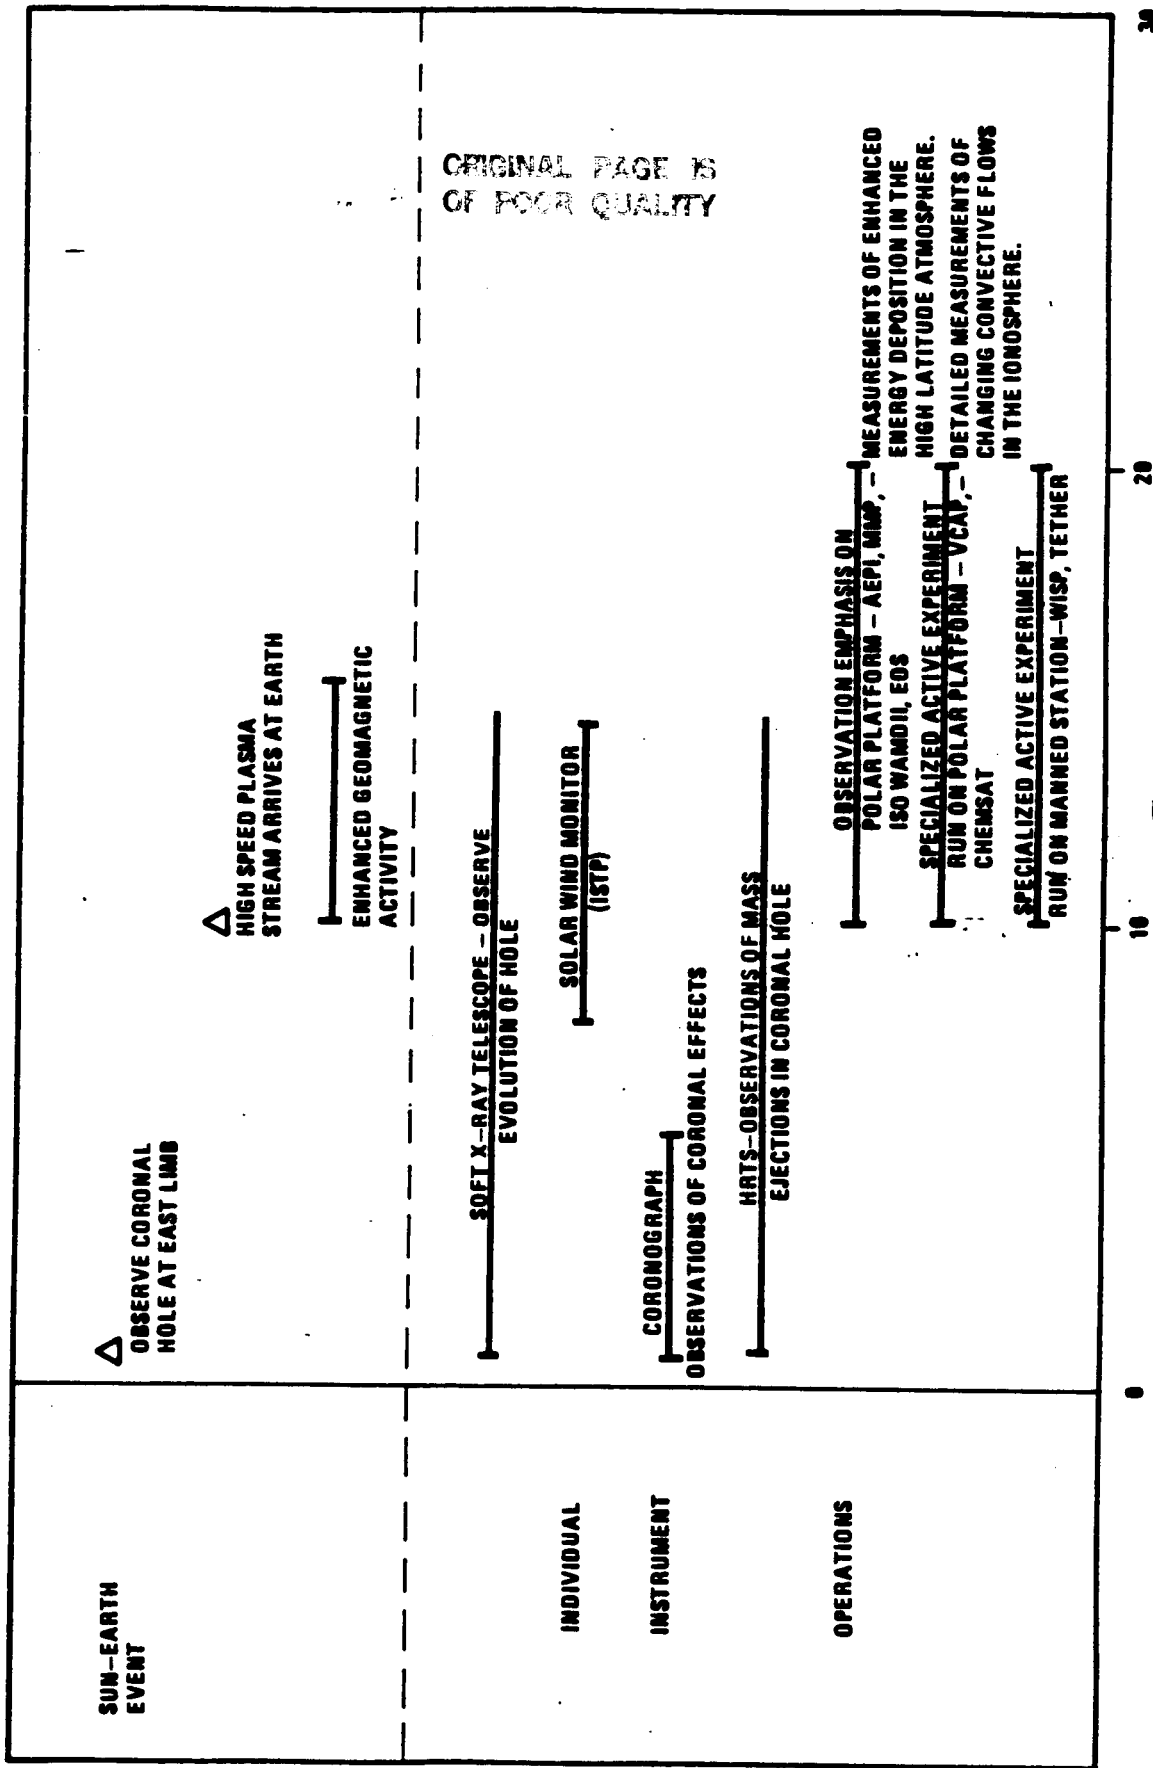 SUN-EARTH
EVENT
OBSERVE CORONAL
HOLE AT EAST LIMB
HIGH SPEED PLASMA
STREAM ARRIVES AT EARTH
ENHANCED GEOMAGNETIC
ACTIVITY
ORIGINAL PAGE IS
OF POOR QUALITY
INDIVIDUAL
INSTRUMENT
OPERATIONS
SOFT X-RAY TELESCOPE - OBSERVE
EVOLUTION OF HOLE
SOLAR WIND MONITOR
(ISTP)
CORONOGRAPH
OBSERVATIONS OF CORONAL EFFECTS
HRTS-OBSERVATIONS OF MASS
EJECTIONS IN CORONAL HOLE
OBSERVATION EMPHASIS ON
POLAR PLATFORM - AEPI, MMP, - MEASUREMENTS OF ENHANCED
ISO WAMDII, EOS
ENERGY DEPOSITION IN THE
HIGH LATITUDE ATMOSPHERE.
SPECIALIZED ACTIVE EXPERIMENT
RUN ON POLAR PLATFORM - VCAP, - DETAILED MEASUREMENTS OF
CHEMSAT
CHANGING CONVECTIVE FLOWS
IN THE IONOSPHERE.
SPECIALIZED ACTIVE EXPERIMENT
RUN ON MANNED STATION-WISP, TETHER
0
10
20
30